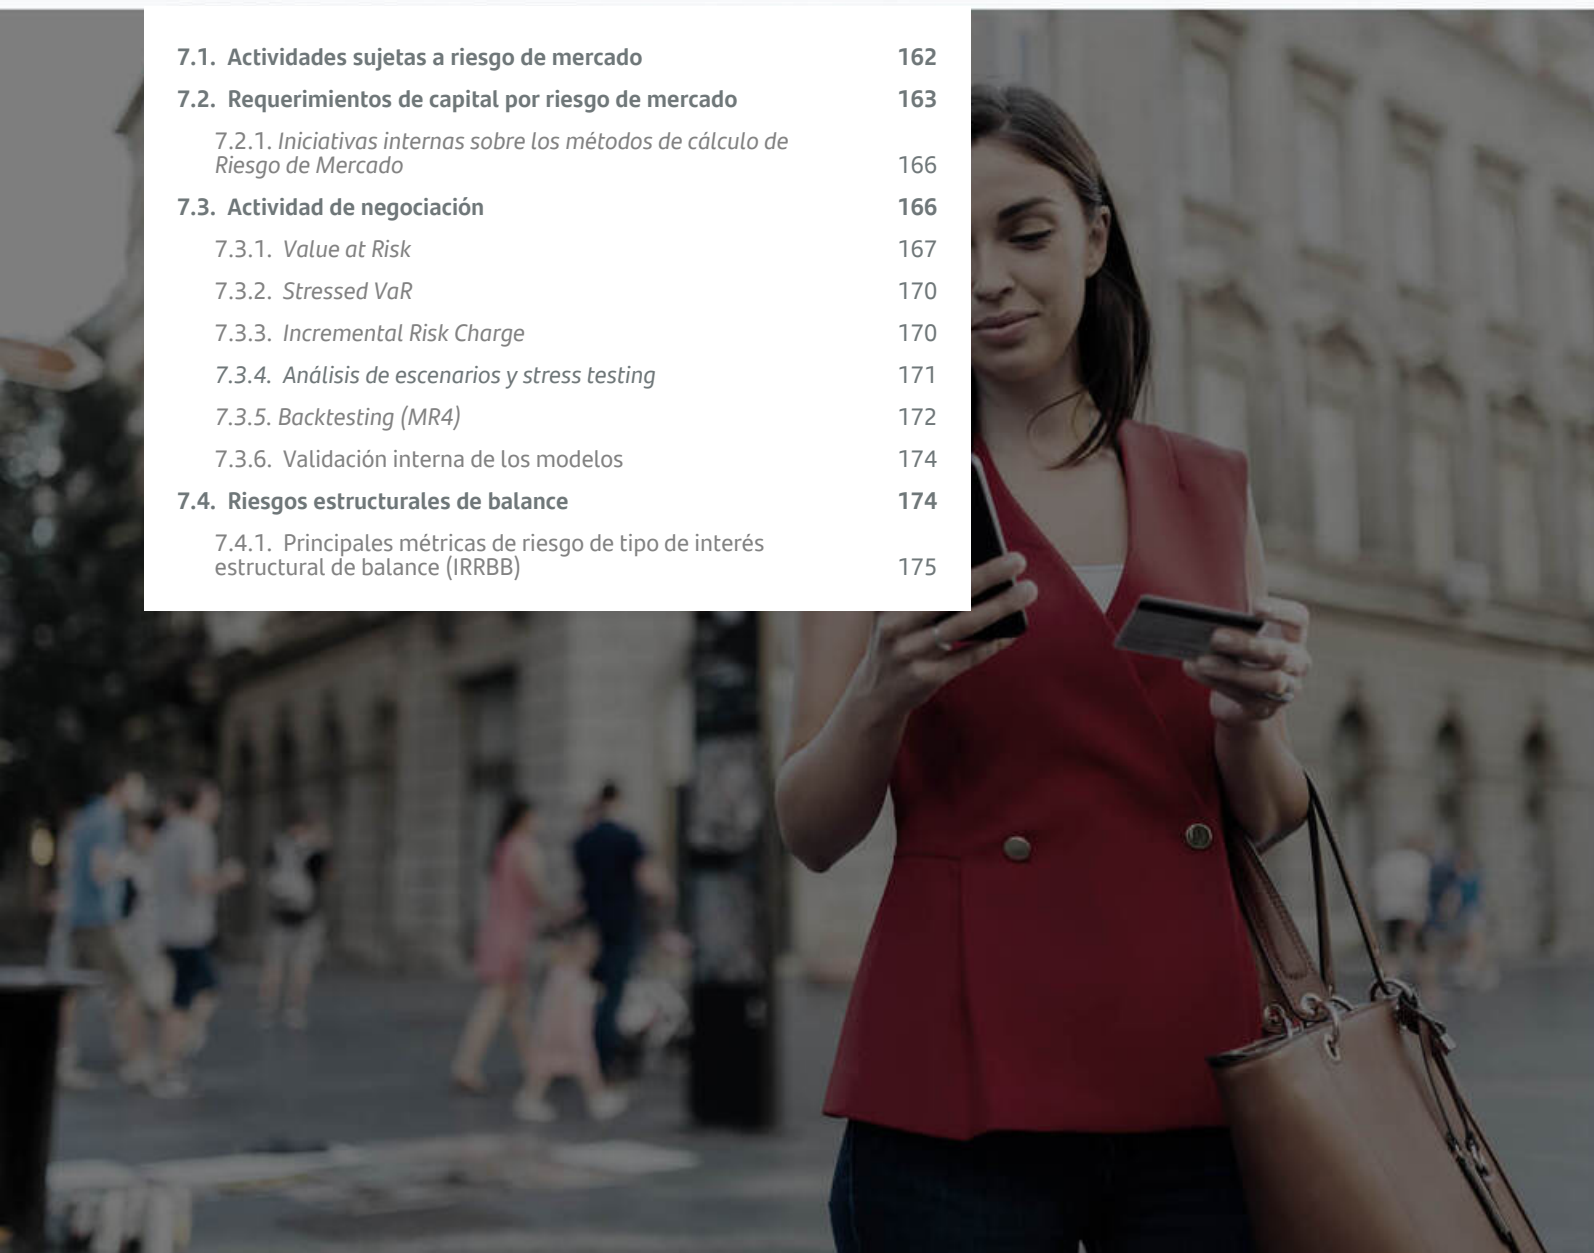 7.1. Actividades sujetas a riesgo de mercado 162
7.2. Requerimientos de capital por riesgo de mercado 163
7.2.1. Iniciativas internas sobre los métodos de cálculo de
Riesgo de Mercado 166
7.3. Actividad de negociación 166
7.3.1. Value at Risk 167
7.3.2. Stressed VaR 170
7.3.3. Incremental Risk Charge 170
7.3.4. Análisis de escenarios y stress testing 171
7.3.5. Backtesting (MR4) 172
7.3.6. Validación interna de los modelos 174
7.4. Riesgos estructurales de balance 174
7.4.1. Principales métricas de riesgo de tipo de interés
estructural de balance (IRRBB) 175